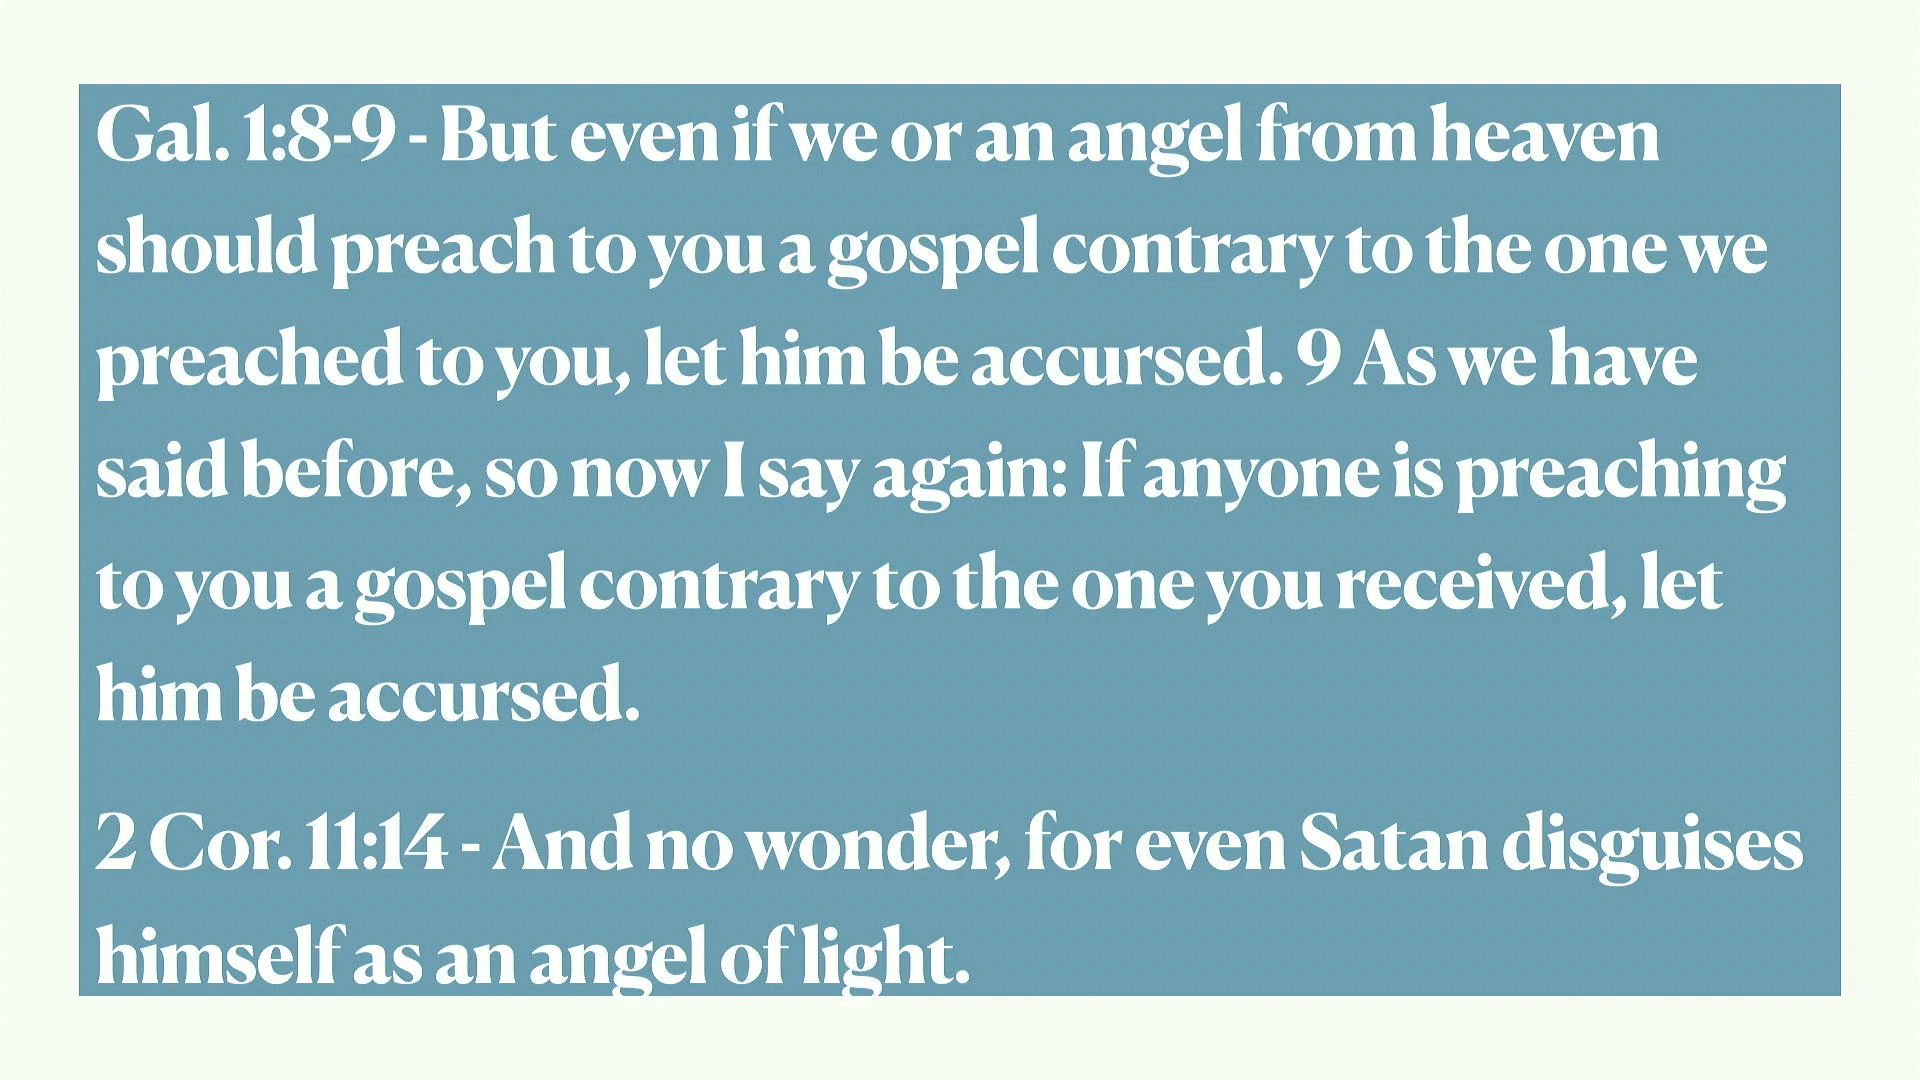 Gal. 1:8-9 - But even if we or an angel from heaven
should preach to you a gospel contrary to the one we
preached to you, let him be accursed. 9 As we have
said before, so now I say again: If anyone is preaching
to you a gospel contrary to the one you received, let
him be accursed.
2 Cor. 11:14 - And no wonder, for even Satan disguises
himself as an angel of light.